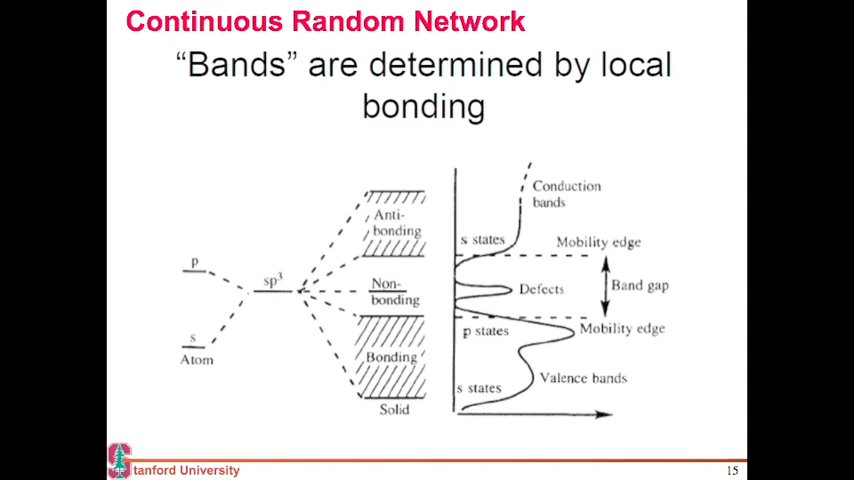 Continuous Random Network
“Bands” are determined by local
bonding
p
s
Atom
sp³
Anti-
bonding
Non-
bonding
Bonding
Solid
Conduction
bands
s states
Mobility edge
Defects
Band gap
p states
Mobility edge
Valence bands
s states
Stanford University
15